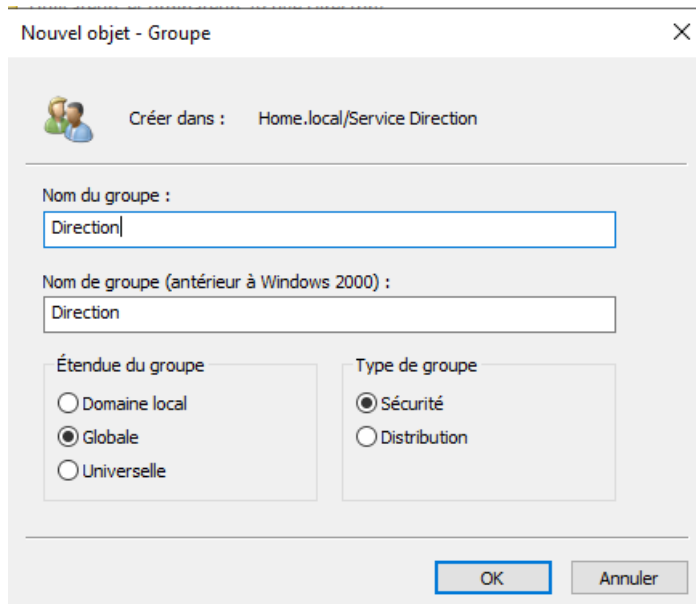 Nouvel objet - Groupe
Créer dans : Home.local/Service Direction
Nom du groupe :
Direction
Nom de groupe (antérieur à Windows 2000) :
Direction
Étendue du groupe
Domaine local
Globale
Universelle
Type de groupe
Sécurité
Distribution
OK Annuler